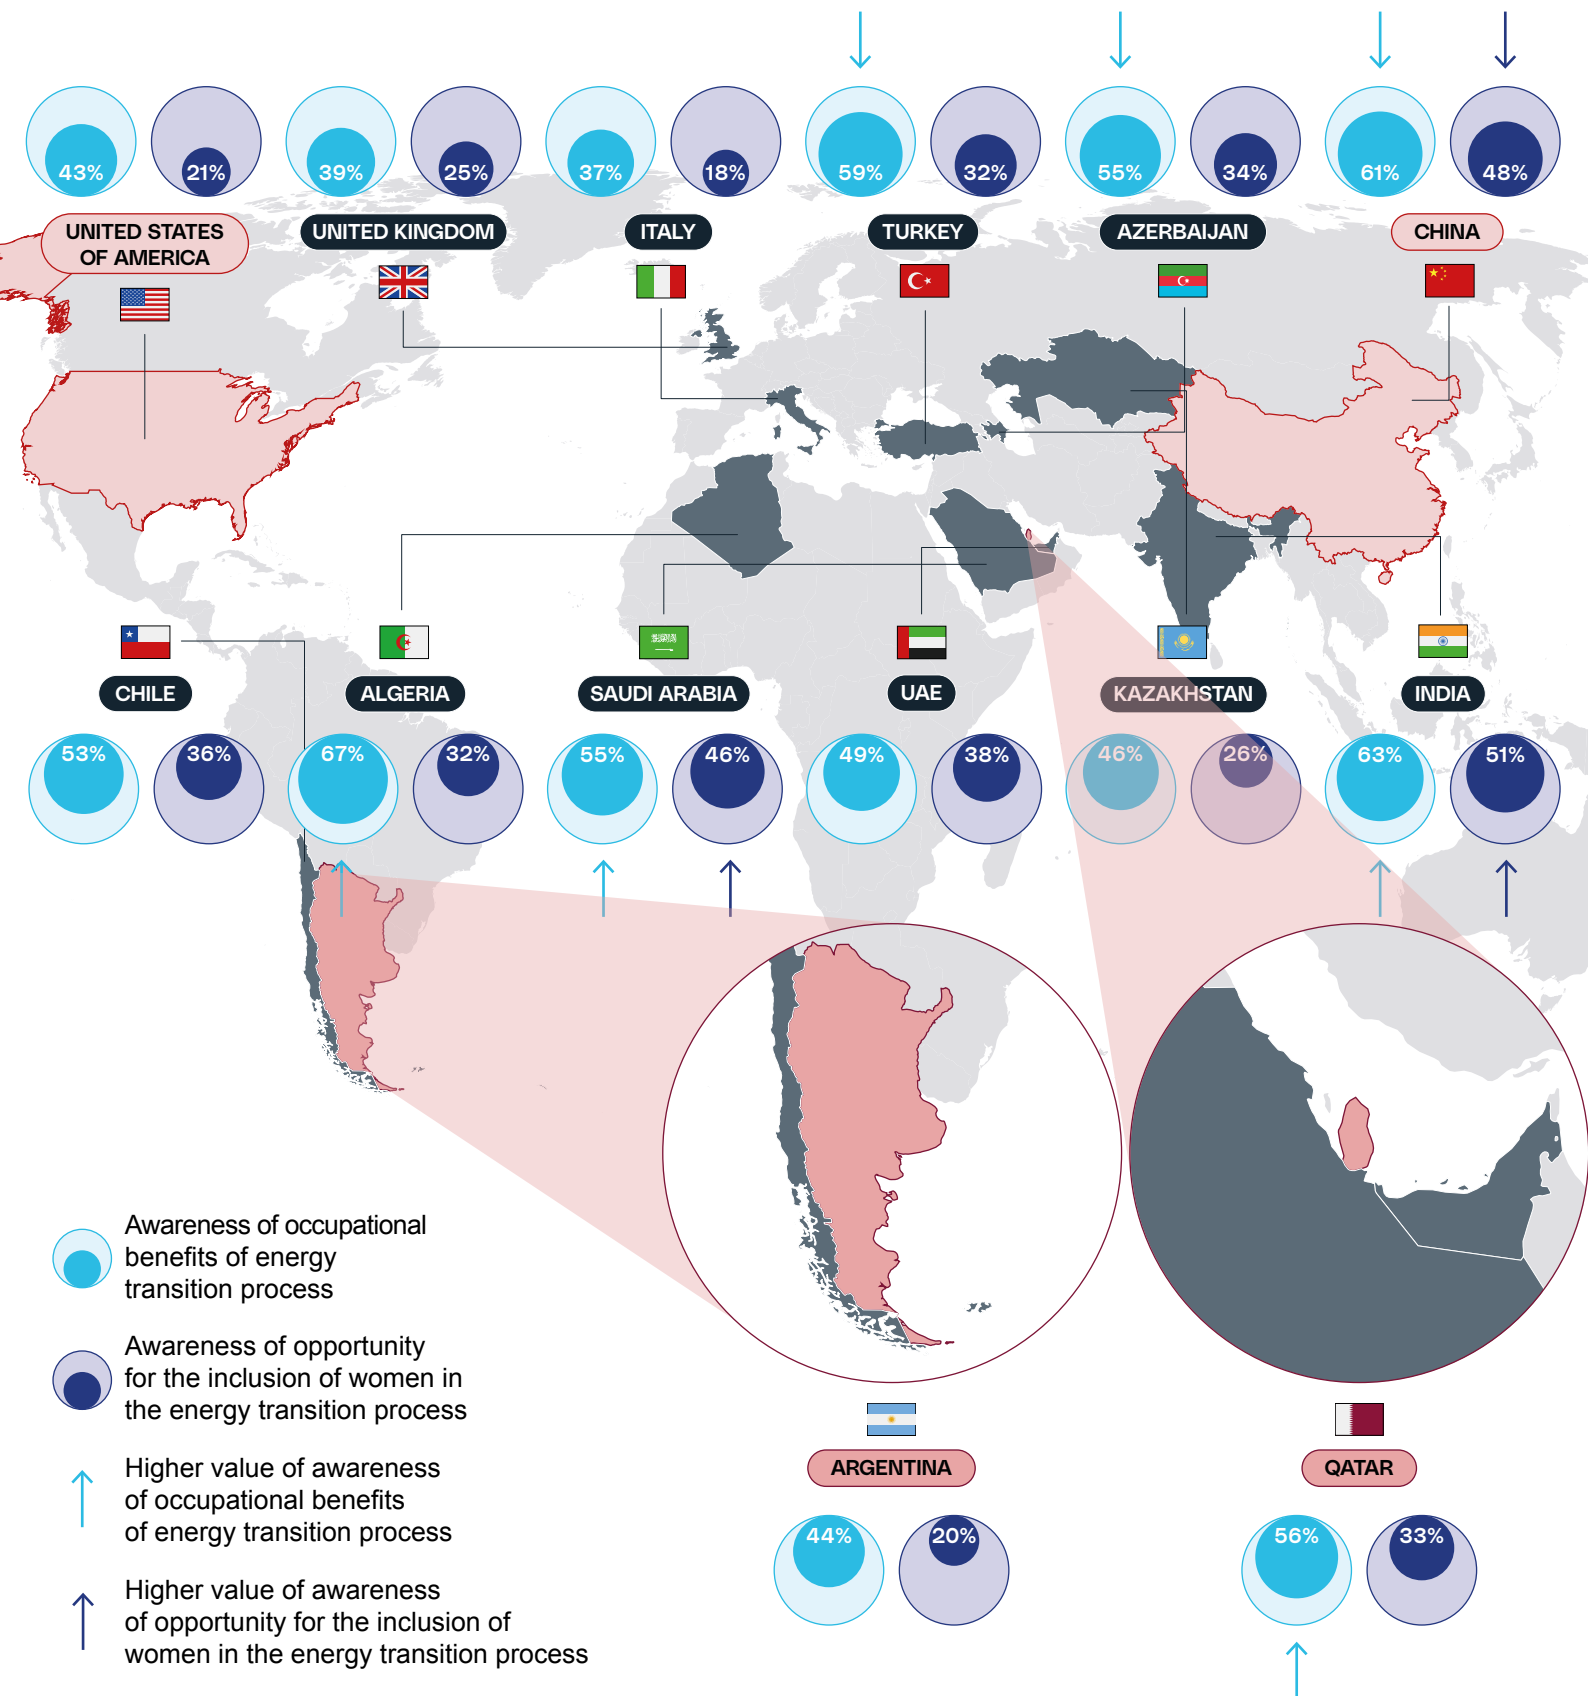 43%
21%
39%
25%
37%
18%
59%
32%
55%
34%
61%
48%
UNITED STATES
OF AMERICA
UNITED KINGDOM
ITALY
TURKEY
AZERBAIJAN
CHINA
CHILE
ALGERIA
SAUDI ARABIA
UAE
KAZAKHSTAN
INDIA
53%
36%
67%
32%
55%
46%
49%
38%
46%
26%
63%
51%
Awareness of occupational
benefits of energy
transition process
Awareness of opportunity
for the inclusion of women in
the energy transition process
Higher value of awareness
of occupational benefits
of energy transition process
Higher value of awareness
of opportunity for the inclusion of
women in the energy transition process
ARGENTINA
QATAR
44%
20%
56%
33%